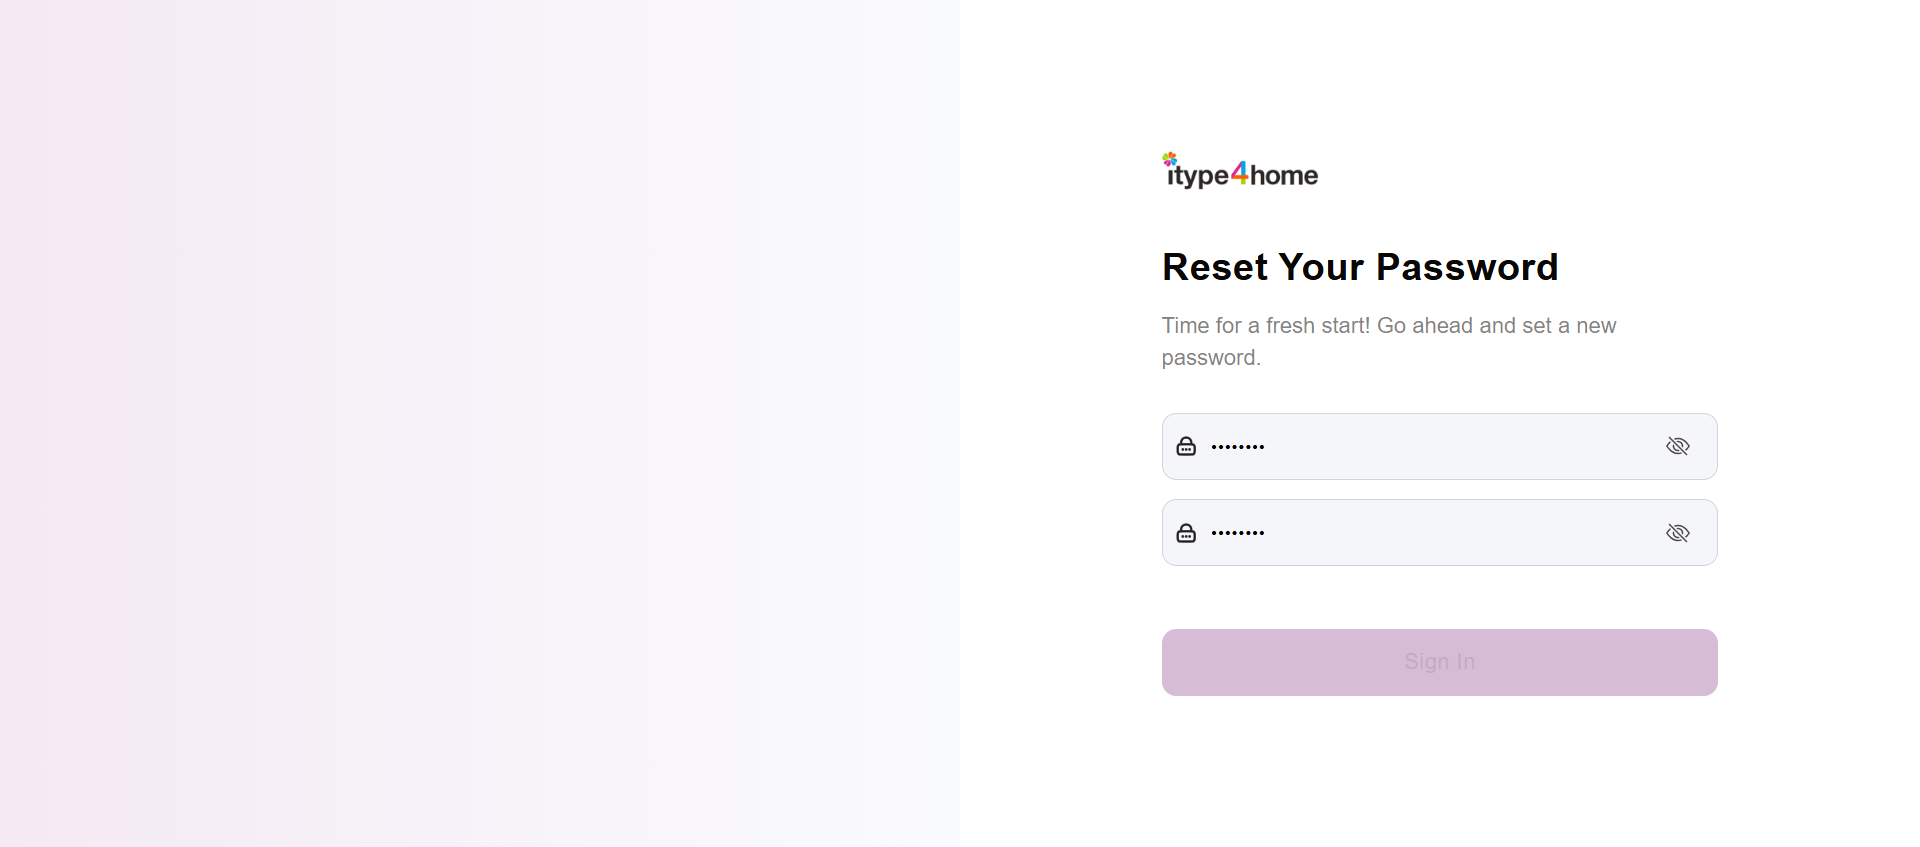 itype4home
Reset Your Password
Time for a fresh start! Go ahead and set a new
password.
••••••••
••••••••
Sign In